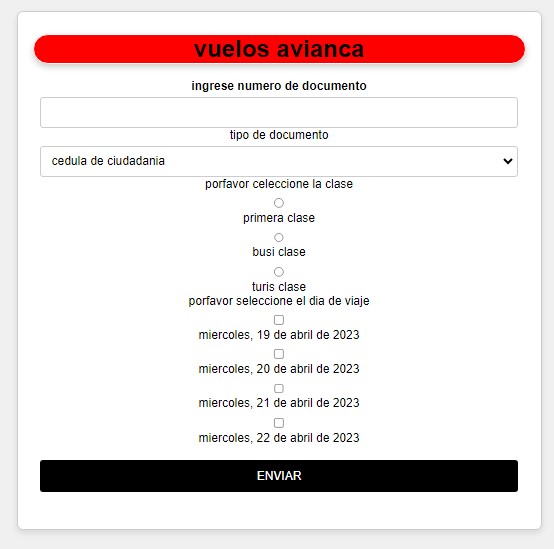 vuelos avianca
ingrese numero de documento
tipo de documento
cedula de ciudadania
porfavor celeccione la clase
primera clase
busi clase
turis clase
porfavor seleccione el dia de viaje
miercoles, 19 de abril de 2023
miercoles, 20 de abril de 2023
miercoles, 21 de abril de 2023
miercoles, 22 de abril de 2023
ENVIAR